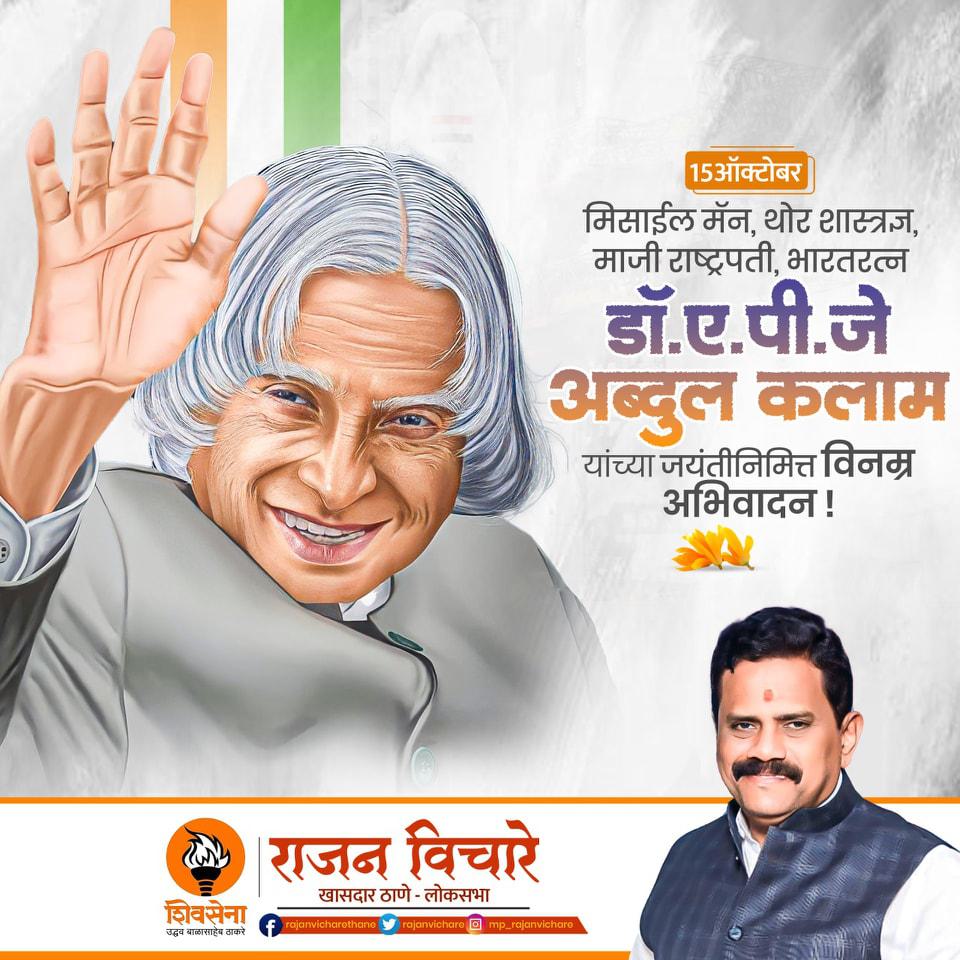 15ऑक्टोबर
मिसाईल मॅन, थोर शास्त्रज्ञ,
माजी राष्ट्रपती, भारतरत्न
डॉ.ए.पी.जे
अब्दुल कलाम
यांच्या जयंतीनिमित्त विनम्र
अभिवादन !
राजन विचारे
खासदार ठाणे - लोकसभा
शिवसेना
उद्धव बाळासाहेब ठाकरे
rajanvicharethane rajanvichare mp_rajanvichare